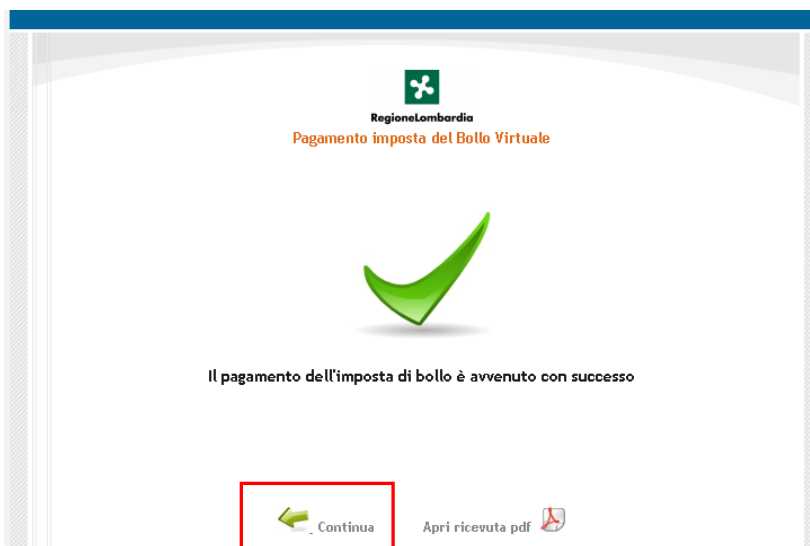 RegioneLombardia
Pagamento imposta del Bollo Virtuale
Il pagamento dell'imposta di bollo è avvenuto con successo
Continua Apri ricevuta pdf